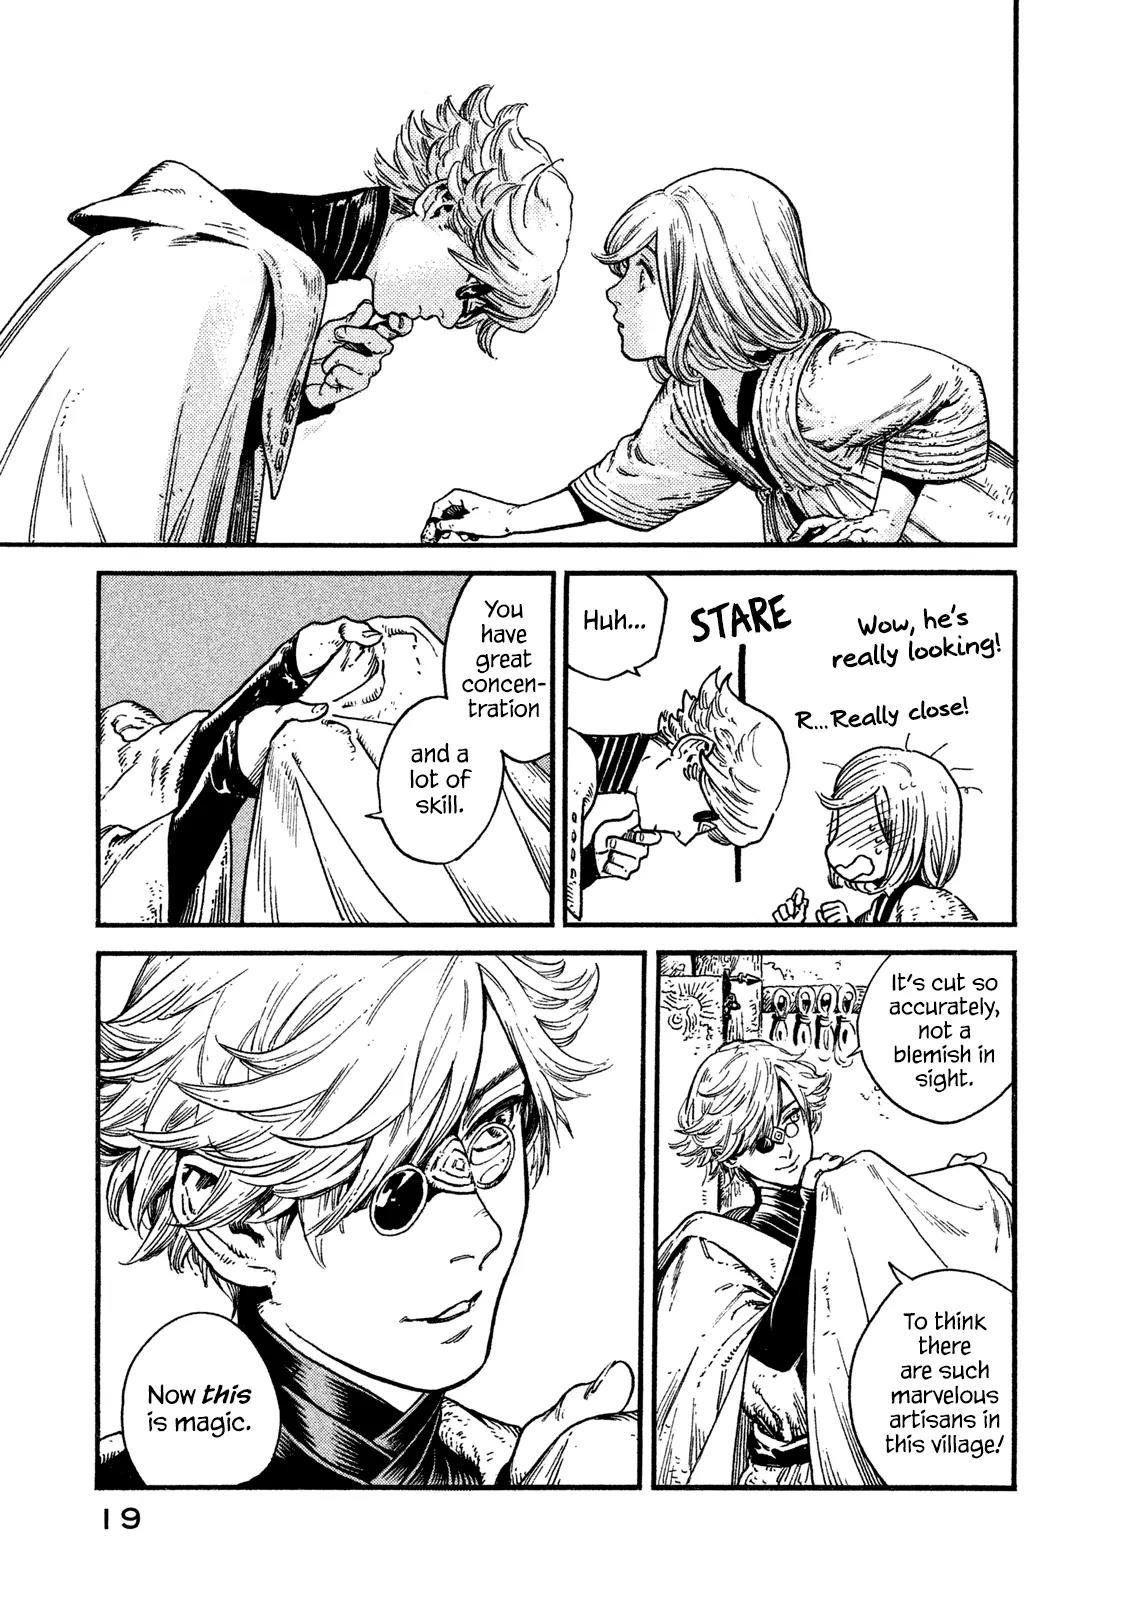 Huh...
STARE
Wow, he's
really looking!
R...Really close!
You
have
great
concen-
tration
and a
lot of
skill.
It's cut so
accurately,
not a
blemish in
sight.
To think
there
are such
marvelous
artisans in
this village!
Now this
is magic.
19